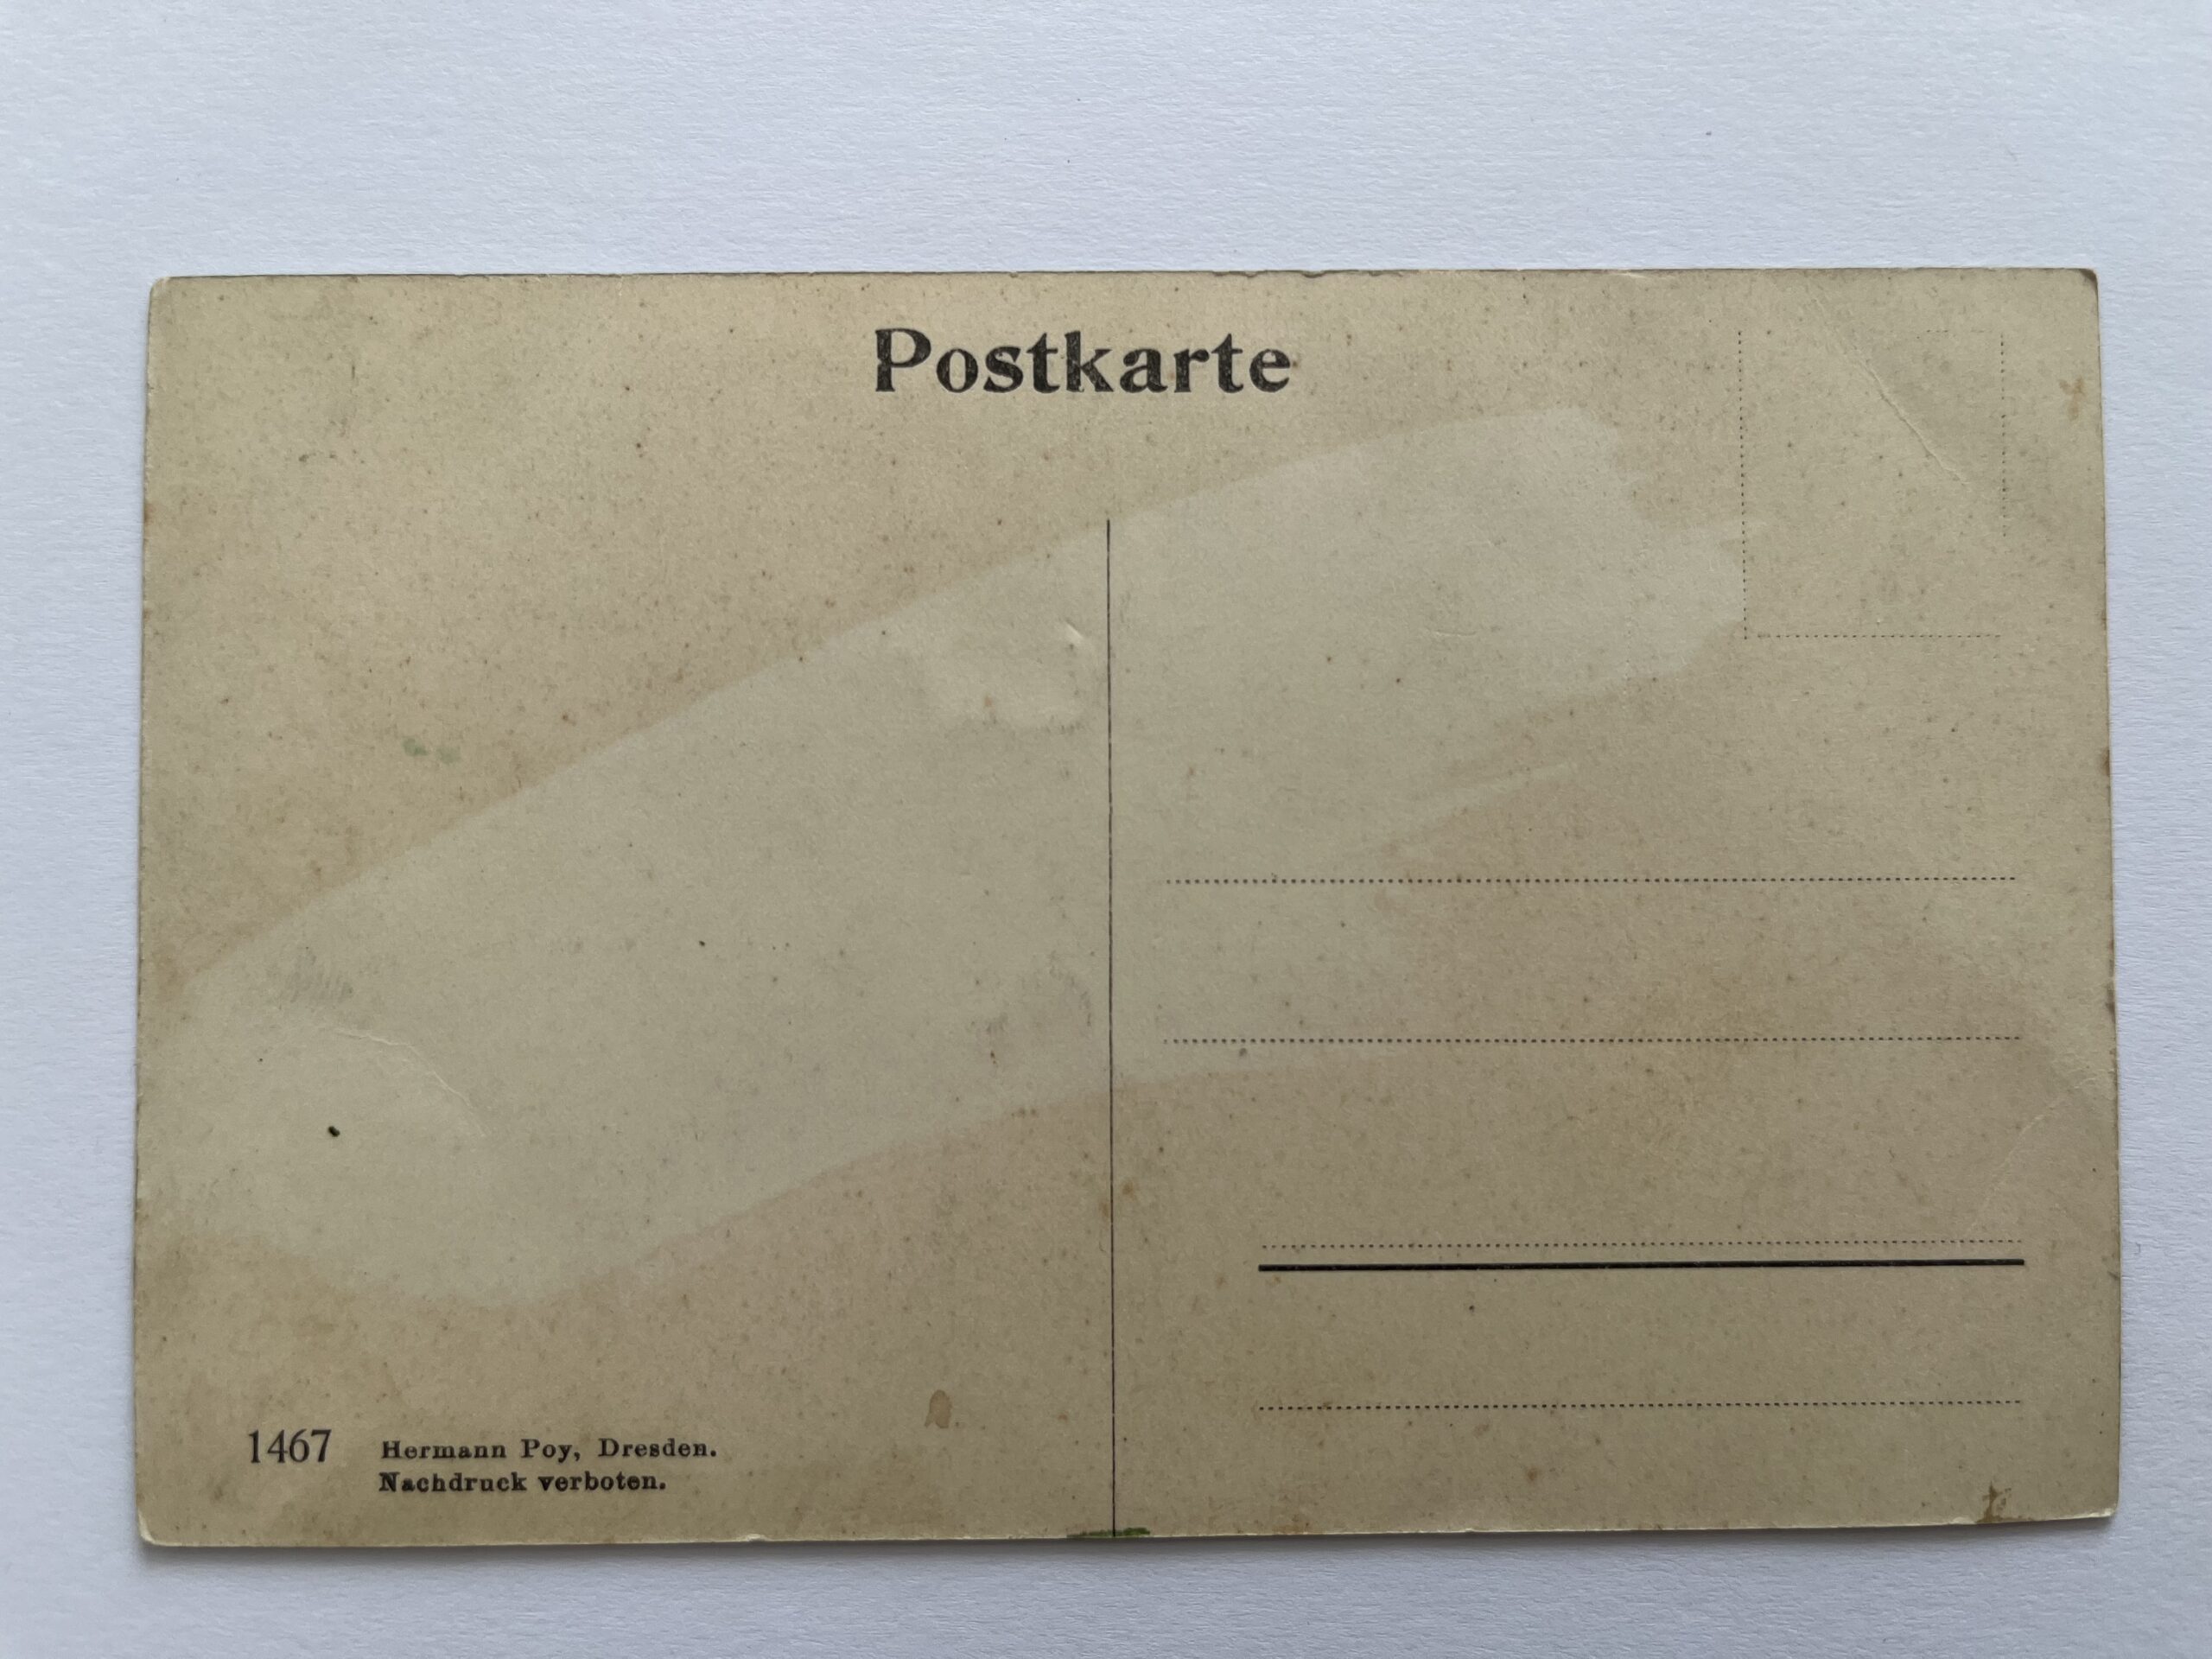 Postkarte
1467
Hermann Poy, Dresden.
Nachdruck verboten.